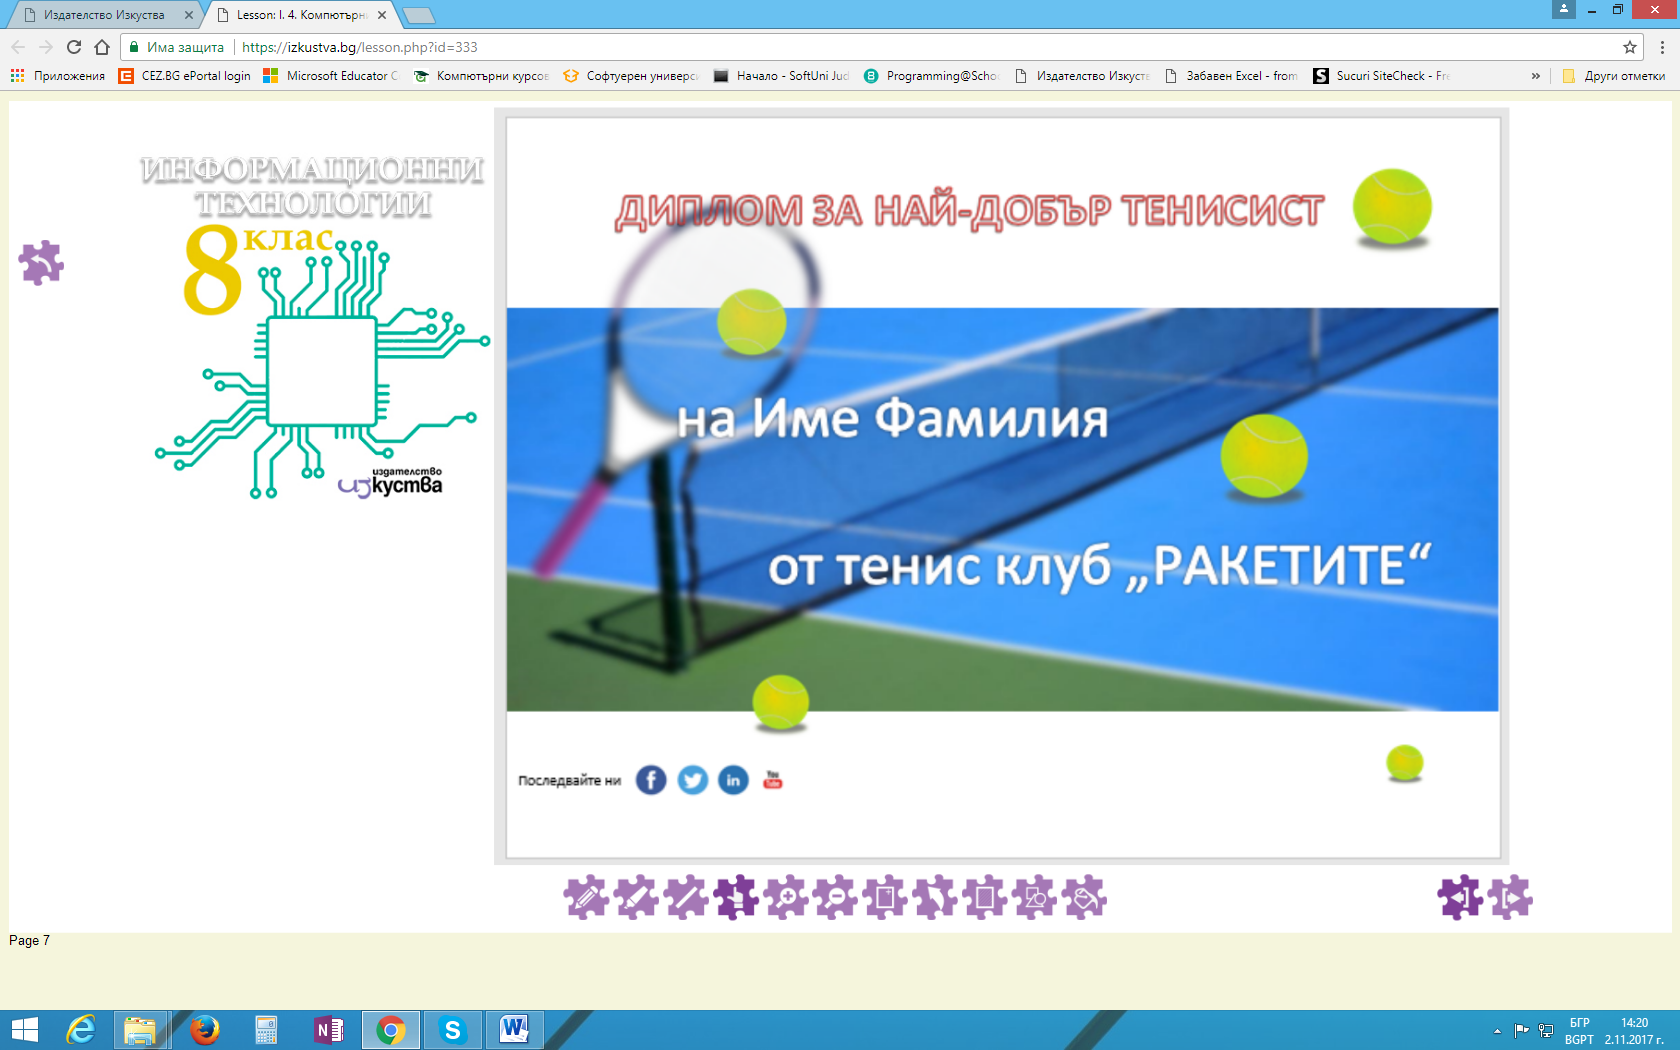 Издателство Изкуства
Lesson: I. 4. Компютърн
Има защита
https://izkustva.bg/lesson.php?id=333
Приложения
CEZ.BG ePortal login
Microsoft Educator C
Компютърни курсов
Софтуерен универс
Начало - SoftUni Jud
Programming@Scho
Издателство Изкуств
Забавен Excel - from
Sucuri SiteCheck - Fre
»
Други отметки
ИНФОРМАЦИОННИ
ТЕХНОЛОГИИ
8 клас
издателство
изкуства
ДИПЛОМ ЗА НАЙ-ДОБЪР ТЕНИСИСТ
на Име Фамилия
от тенис клуб „РАКЕТИТЕ“
Последвайте ни
You
Tube
Page 7
БГР
BGPT
14:20
2.11.2017 г.